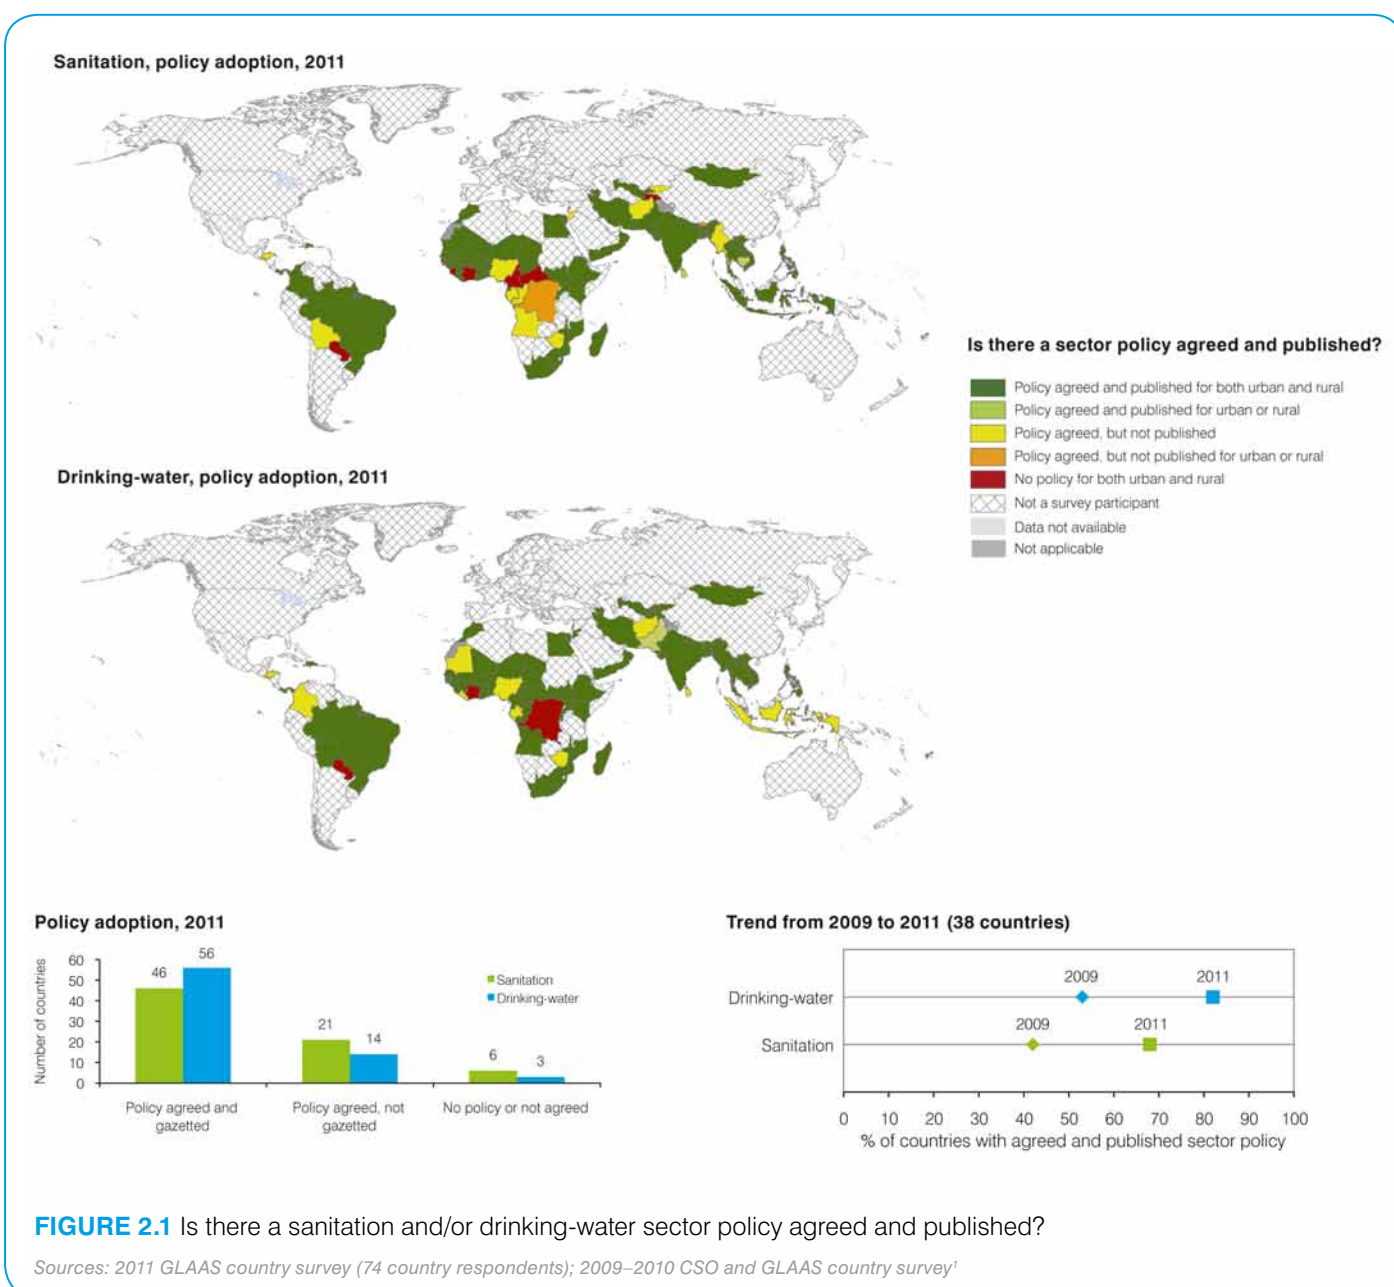 Sanitation, policy adoption, 2011
Is there a sector policy agreed and published?
Policy agreed and published for both urban and rural
Policy agreed and published for urban or rural
Policy agreed, but not published
Policy agreed, but not published for urban or rural
No policy for both urban and rural
Not a survey participant
Data not available
Not applicable
Drinking-water, policy adoption, 2011
Policy adoption, 2011
Number of countries
60
50
40
30
20
10
0
46
56
21
14
6
3
Sanitation
Drinking-water
Policy agreed and
gazetted
Policy agreed, not
gazetted
No policy or not agreed
Trend from 2009 to 2011 (38 countries)
Drinking-water
2009
2011
Sanitation
2009
2011
0 10 20 30 40 50 60 70 80 90 100
% of countries with agreed and published sector policy
FIGURE 2.1 Is there a sanitation and/or drinking-water sector policy agreed and published?
Sources: 2011 GLAAS country survey (74 country respondents); 2009–2010 CSO and GLAAS country survey¹